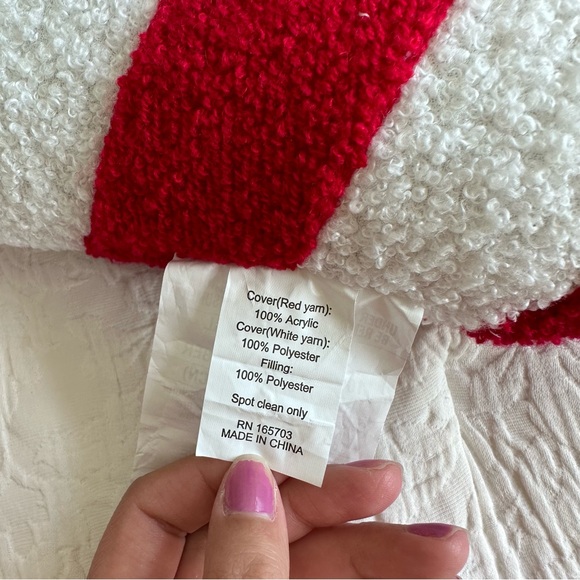 Cover(Red yarn):
100% Acrylic
Cover(White yarn):
100% Polyester
Filling:
100% Polyester
Spot clean only
RN 165703
MADE IN CHINA